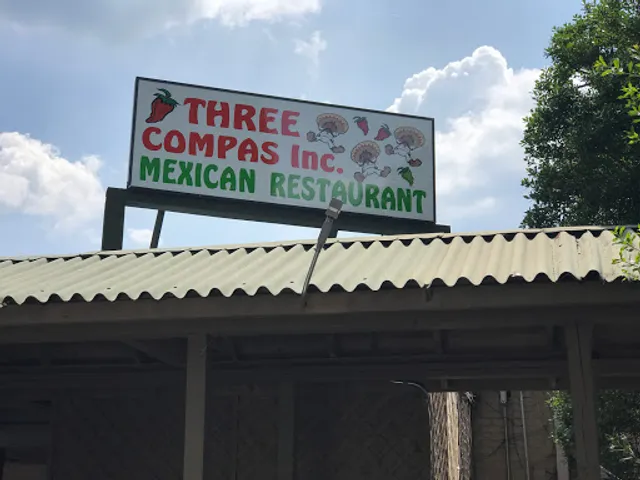 THREE
COMPAS Inc.
MEXICAN RESTAURANT